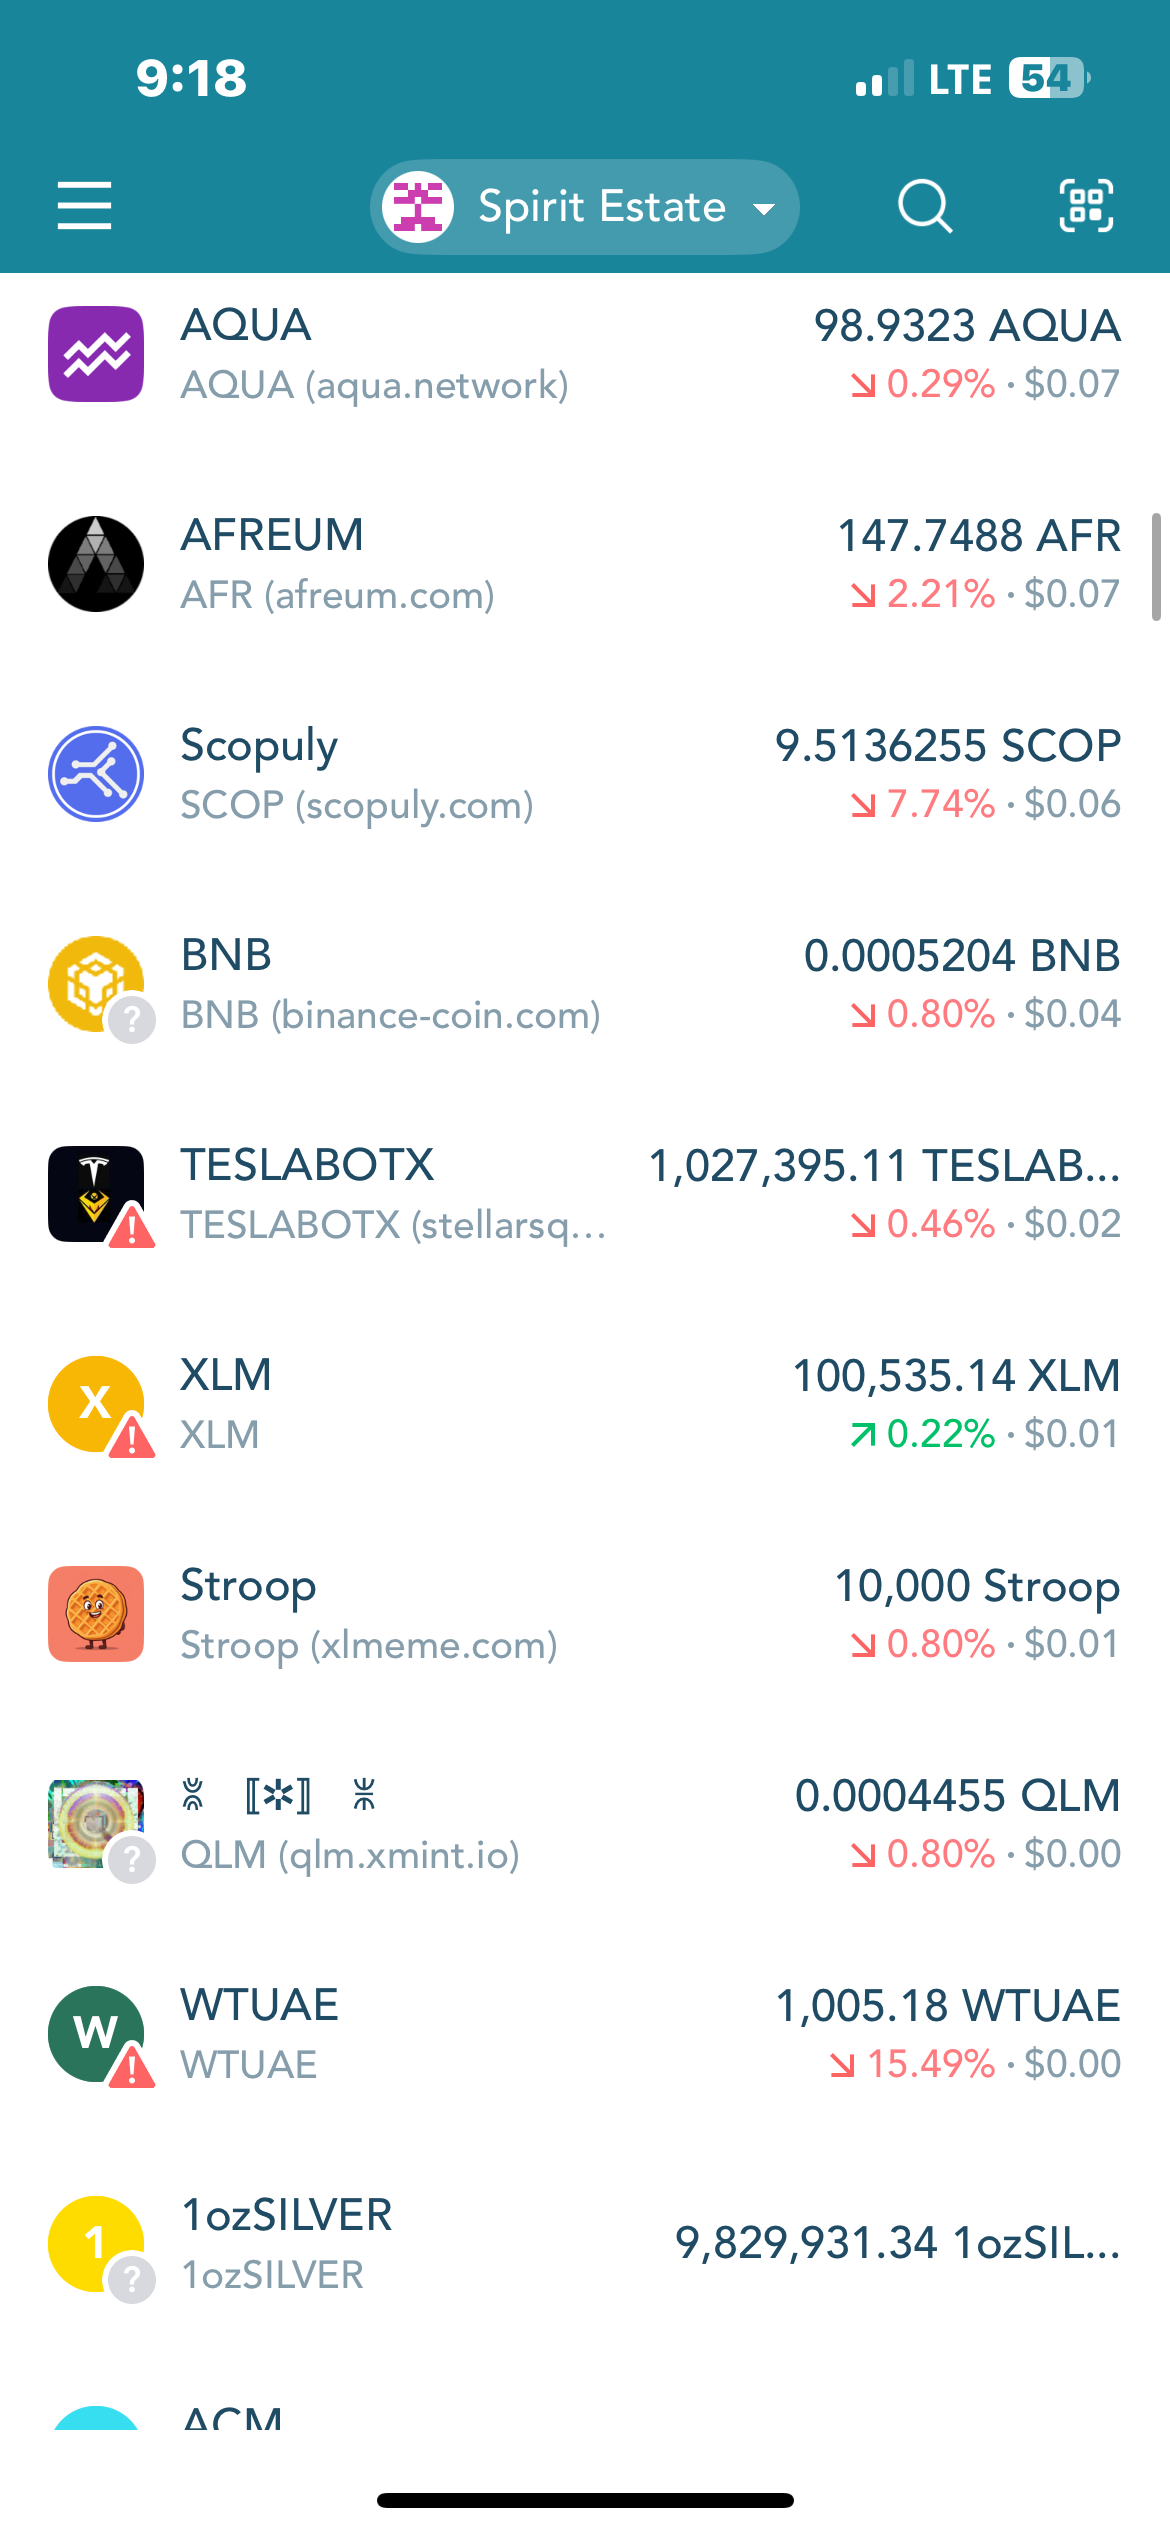 9:18
LTE 54
Spirit Estate
AQUA
98.9323 AQUA
AQUA (aqua.network)
0.29% · $0.07
AFREUM
147.7488 AFR
AFR (afreum.com)
2.21% · $0.07
Scopuly
9.5136255 SCOP
SCOP (scopuly.com)
7.74% · $0.06
BNB
0.0005204 BNB
?
BNB (binance-coin.com)
0.80% · $0.04
TESLABOTX
1,027,395.11 TESLAB...
!
TESLABOTX (stellarsq...
0.46% · $0.02
X
XLM
100,535.14 XLM
!
XLM
0.22% · $0.01
Stroop
10,000 Stroop
Stroop (xlmeme.com)
0.80% · $0.01
〚✲〛
0.0004455 QLM
?
QLM (qlm.xmint.io)
0.80% · $0.00
W
WTUAE
1,005.18 WTUAE
!
WTUAE
15.49% · $0.00
1
1ozSILVER
9,829,931.34 1ozSIL...
?
1ozSILVER
ACM